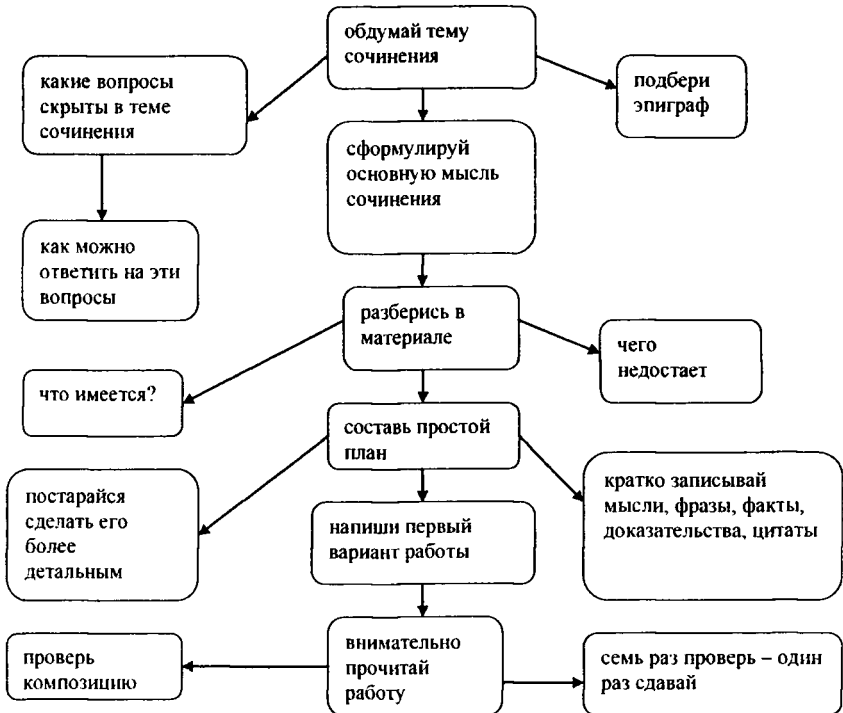 обдумай тему
сочинения
какие вопросы
скрыты в теме
сочинения
подбери
эпиграф
сформулируй
основную мысль
сочинения
как можно
ответить на эти
вопросы
разберись в
материале
чего
недостает
что имеется?
составь простой
план
постарайся
сделать его
более
детальным
кратко записывай
мысли, фразы, факты,
доказательства, цитаты
напиши первый
вариант работы
внимательно
прочитай
работу
проверь
композицию
семь раз проверь – один
раз сдавай